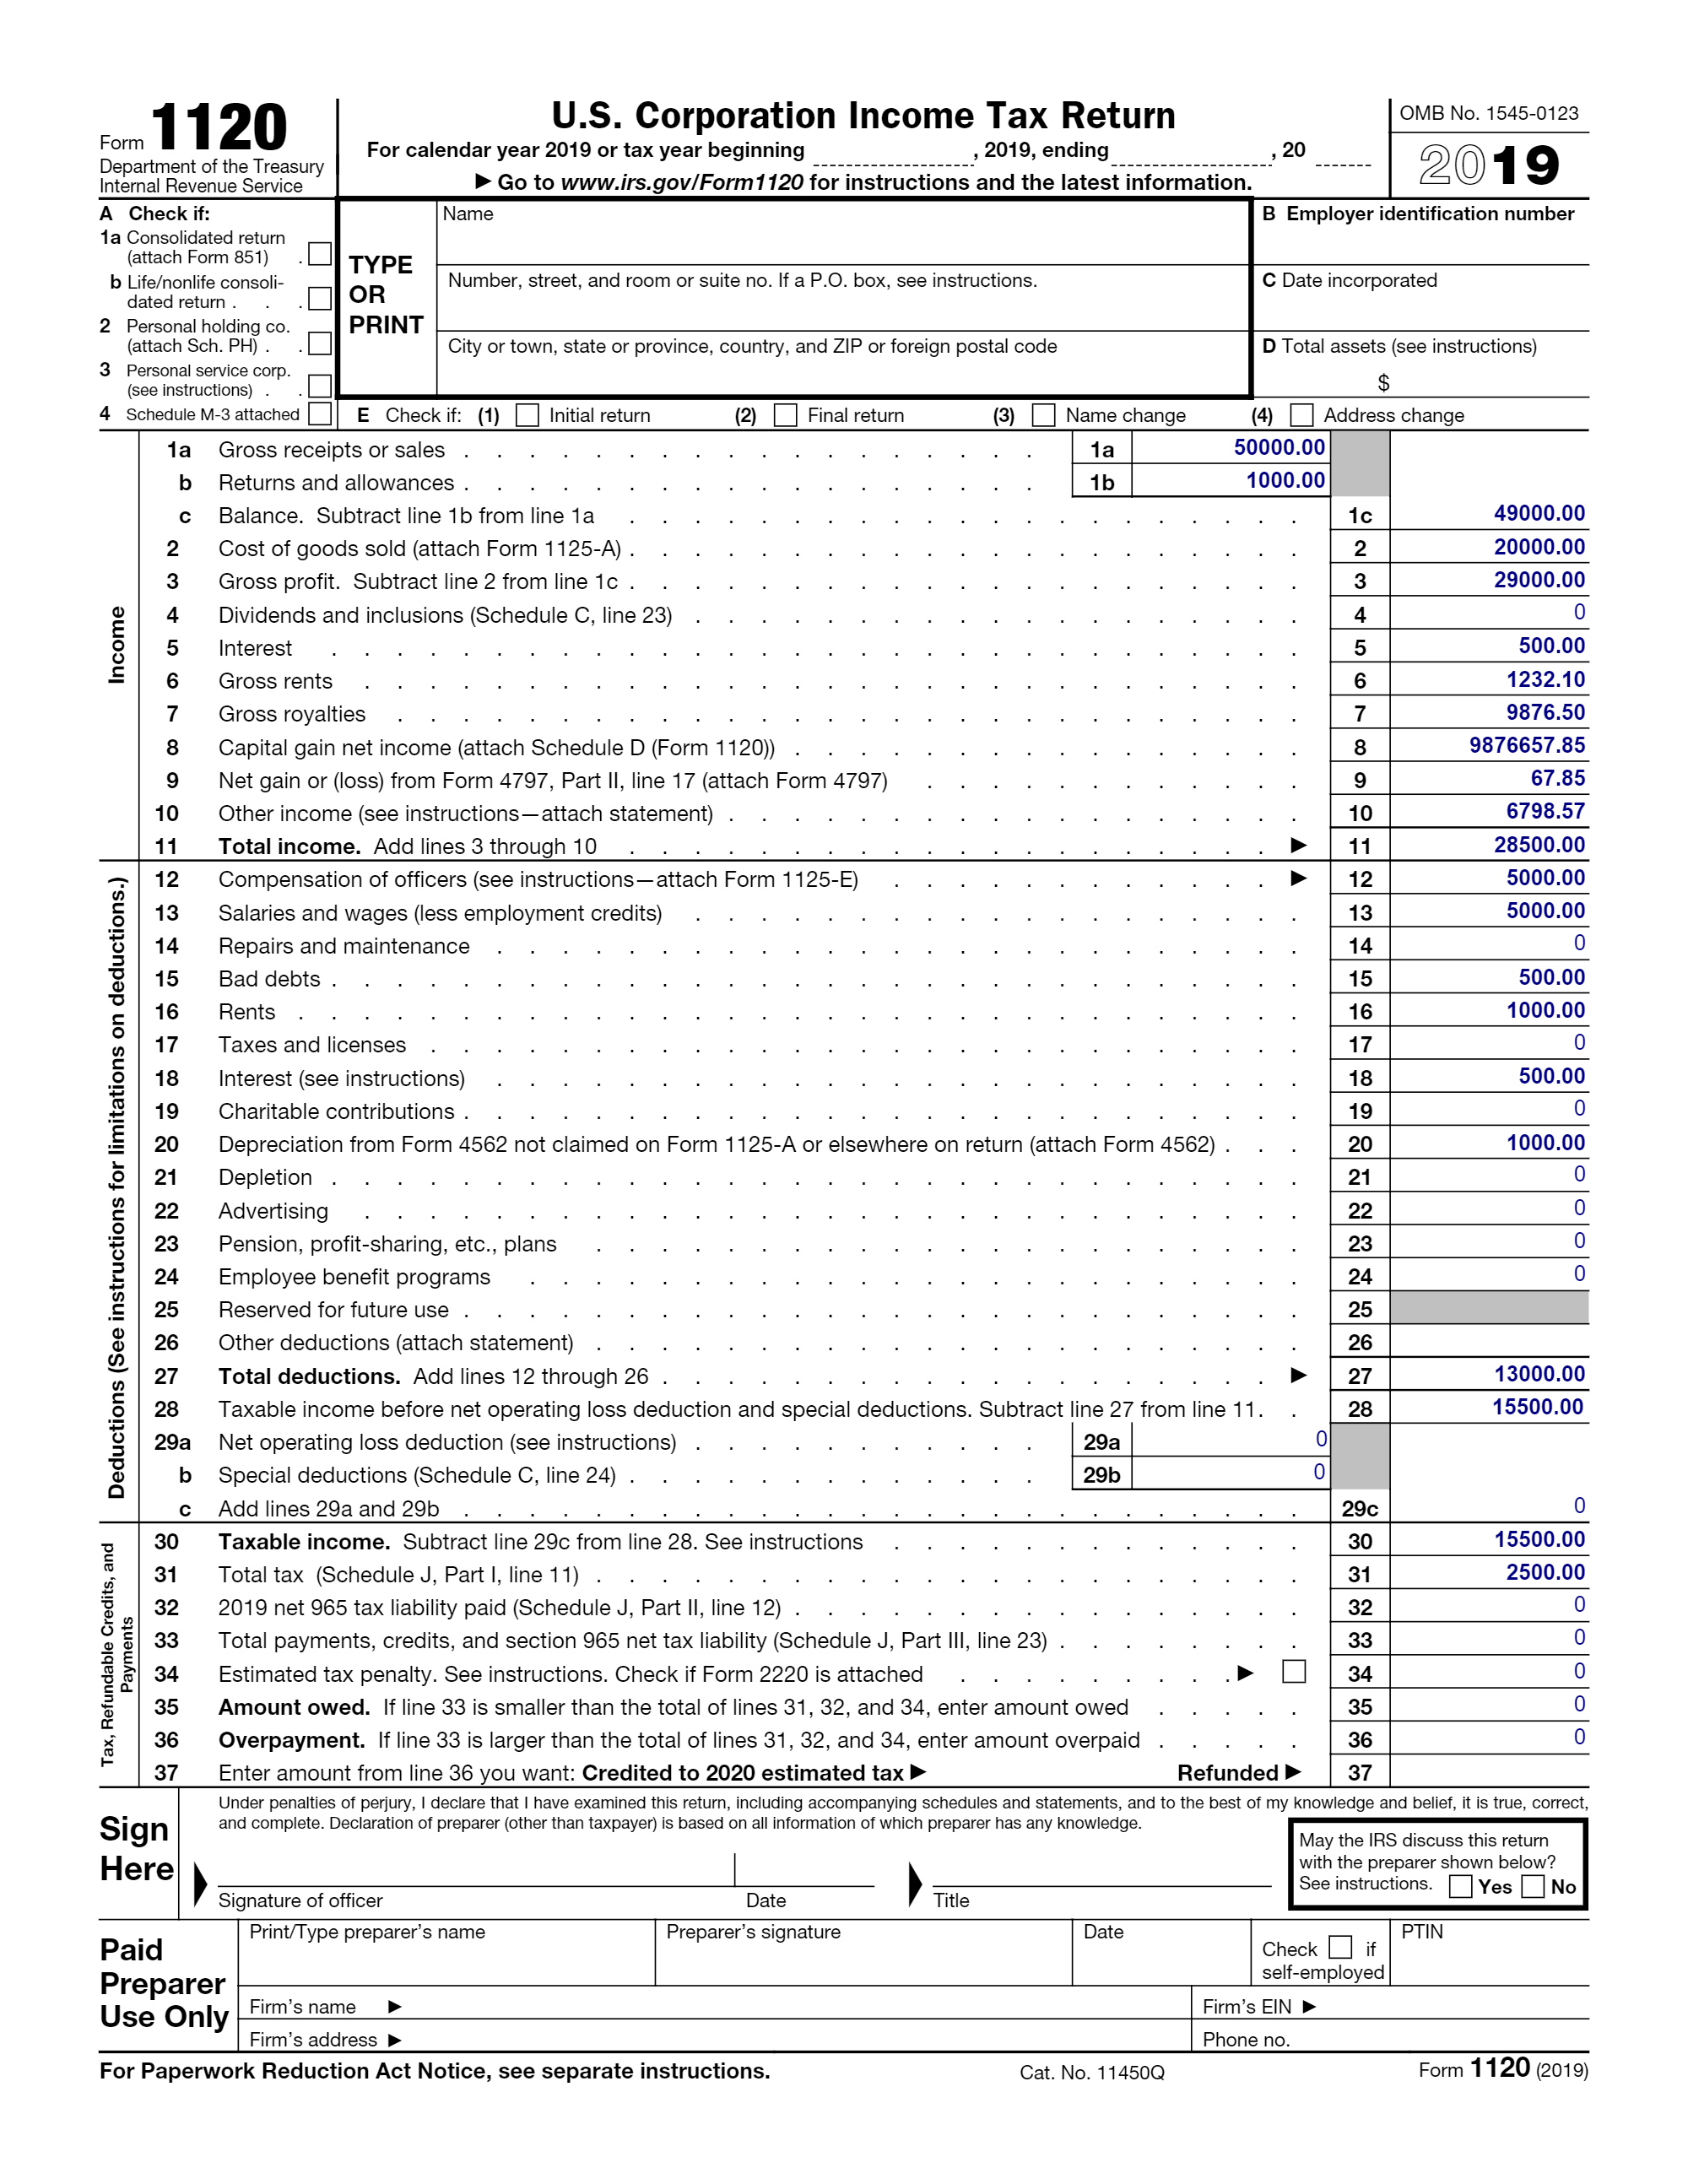 Form 1120
Department of the Treasury
Internal Revenue Service
U.S. Corporation Income Tax Return
For calendar year 2019 or tax year beginning , 2019, ending , 20
▶ Go to www.irs.gov/Form1120 for instructions and the latest information.
OMB No. 1545-0123
2019
A Check if:
1a Consolidated return
(attach Form 851) .
b Life/nonlife consoli-
dated return . . .
2 Personal holding co.
(attach Sch. PH) . .
3 Personal service corp.
(see instructions) . .
4 Schedule M-3 attached
TYPE
OR
PRINT
Name
Number, street, and room or suite no. If a P.O. box, see instructions.
City or town, state or province, country, and ZIP or foreign postal code
B Employer identification number
C Date incorporated
D Total assets (see instructions)
$
E Check if: (1) Initial return (2) Final return (3) Name change (4) Address change
Income
1a Gross receipts or sales 1a 50000.00
b Returns and allowances 1b 1000.00
c Balance. Subtract line 1b from line 1a 1c 49000.00
2 Cost of goods sold (attach Form 1125-A) 2 20000.00
3 Gross profit. Subtract line 2 from line 1c 3 29000.00
4 Dividends and inclusions (Schedule C, line 23) 4 0
5 Interest 5 500.00
6 Gross rents 6 1232.10
7 Gross royalties 7 9876.50
8 Capital gain net income (attach Schedule D (Form 1120)) 8 9876657.85
9 Net gain or (loss) from Form 4797, Part II, line 17 (attach Form 4797) 9 67.85
10 Other income (see instructions—attach statement) 10 6798.57
11 Total income. Add lines 3 through 10 ▶ 11 28500.00
Deductions (See instructions for limitations on deductions.)
12 Compensation of officers (see instructions—attach Form 1125-E) ▶ 12 5000.00
13 Salaries and wages (less employment credits) 13 5000.00
14 Repairs and maintenance 14 0
15 Bad debts 15 500.00
16 Rents 16 1000.00
17 Taxes and licenses 17 0
18 Interest (see instructions) 18 500.00
19 Charitable contributions 19 0
20 Depreciation from Form 4562 not claimed on Form 1125-A or elsewhere on return (attach Form 4562) 20 1000.00
21 Depletion 21 0
22 Advertising 22 0
23 Pension, profit-sharing, etc., plans 23 0
24 Employee benefit programs 24 0
25 Reserved for future use 25
26 Other deductions (attach statement) 26
27 Total deductions. Add lines 12 through 26 ▶ 27 13000.00
28 Taxable income before net operating loss deduction and special deductions. Subtract line 27 from line 11 28 15500.00
29a Net operating loss deduction (see instructions) 29a 0
b Special deductions (Schedule C, line 24) 29b 0
c Add lines 29a and 29b 29c 0
Tax, Refundable Credits, and
Payments
30 Taxable income. Subtract line 29c from line 28. See instructions 30 15500.00
31 Total tax (Schedule J, Part I, line 11) 31 2500.00
32 2019 net 965 tax liability paid (Schedule J, Part II, line 12) 32 0
33 Total payments, credits, and section 965 net tax liability (Schedule J, Part III, line 23) 33 0
34 Estimated tax penalty. See instructions. Check if Form 2220 is attached ▶ 34 0
35 Amount owed. If line 33 is smaller than the total of lines 31, 32, and 34, enter amount owed 35 0
36 Overpayment. If line 33 is larger than the total of lines 31, 32, and 34, enter amount overpaid 36 0
37 Enter amount from line 36 you want: Credited to 2020 estimated tax ▶ Refunded ▶ 37
Sign
Here
Under penalties of perjury, I declare that I have examined this return, including accompanying schedules and statements, and to the best of my knowledge and belief, it is true, correct,
and complete. Declaration of preparer (other than taxpayer) is based on all information of which preparer has any knowledge.
Signature of officer Date Title
May the IRS discuss this return
with the preparer shown below?
See instructions. Yes No
Paid
Preparer
Use Only
Print/Type preparer's name Preparer's signature Date Check if
self-employed PTIN
Firm's name ▶ Firm's EIN ▶
Firm's address ▶ Phone no.
For Paperwork Reduction Act Notice, see separate instructions. Cat. No. 11450Q Form 1120 (2019)